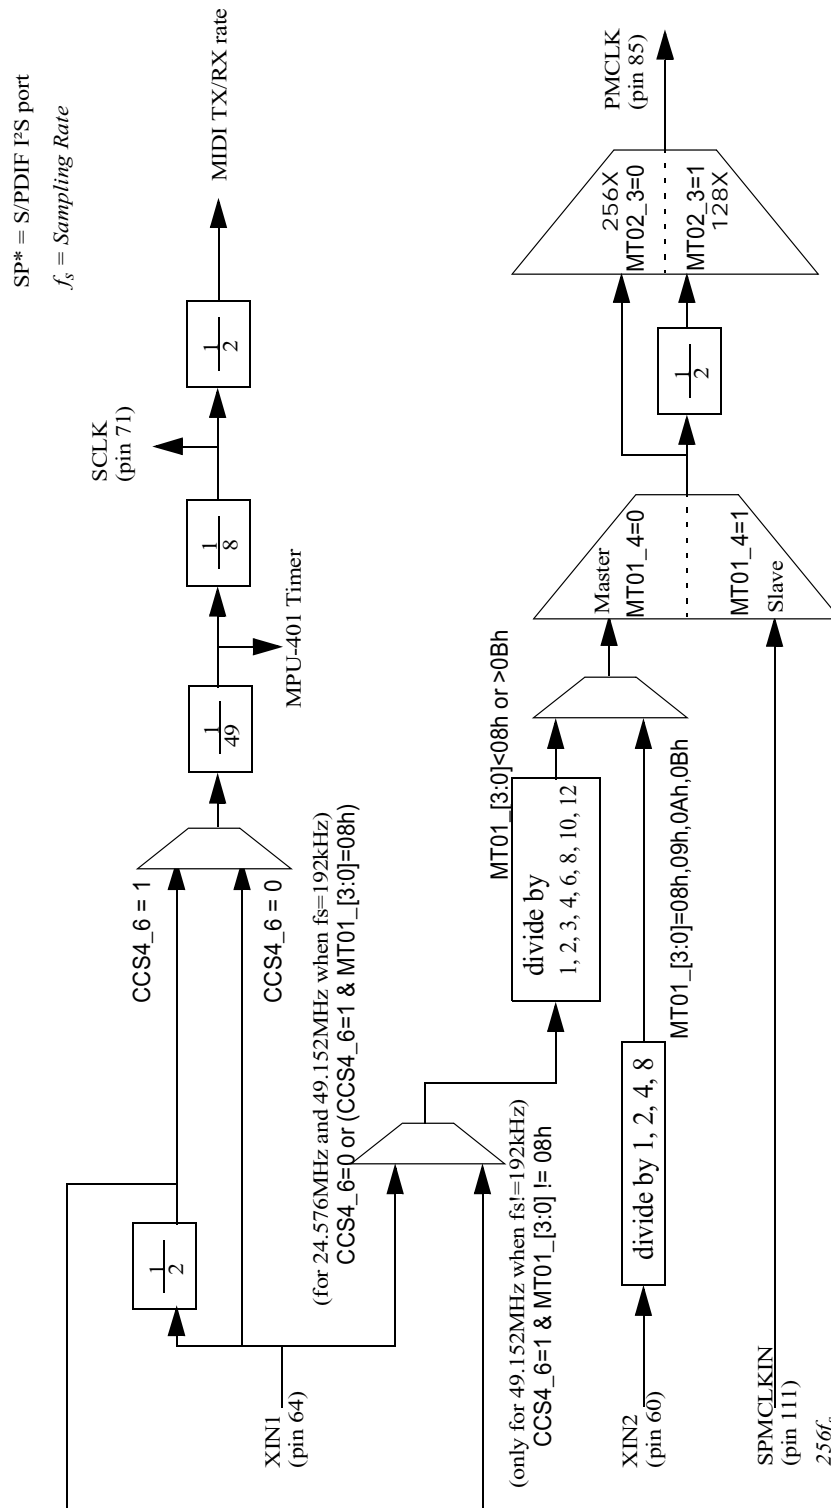 SP* = S/PDIF I²S port
fs = Sampling Rate
XIN1
(pin 64)
1
2
CCS4_6 = 1
CCS4_6 = 0
1
49
MPU-401 Timer
1
8
SCLK
(pin 71)
1
2
MIDI TX/RX rate
(for 24.576MHz and 49.152MHz when fs=192kHz)
CCS4_6=0 or (CCS4_6=1 & MT01_[3:0]=08h)
(only for 49.152MHz when fs!=192kHz)
CCS4_6=1 & MT01_[3:0] != 08h
divide by
1, 2, 3, 4, 6, 8, 10, 12
MT01_[3:0]<08h or >0Bh
XIN2
(pin 60)
divide by 1, 2, 4, 8
MT01_[3:0]=08h,09h,0Ah,0Bh
SPMCLKIN
(pin 111)
256fs
Master
MT01_4=0
MT01_4=1
Slave
1
2
256X
MT02_3=0
MT02_3=1
128X
PMCLK
(pin 85)